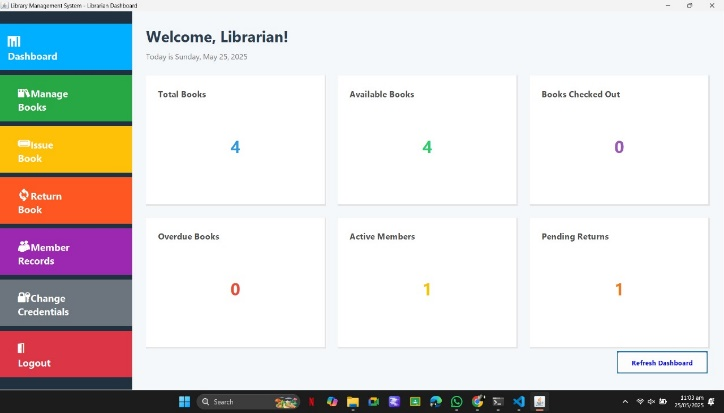 Library Management System - Librarian Dashboard
Dashboard
Manage
Books
Issue
Book
Return
Book
Member
Records
Change
Credentials
Logout
Welcome, Librarian!
Today is Sunday, May 25, 2025
Total Books
4
Available Books
4
Books Checked Out
0
Overdue Books
0
Active Members
1
Pending Returns
1
Refresh Dashboard
Search
11:03 am
25/05/2025